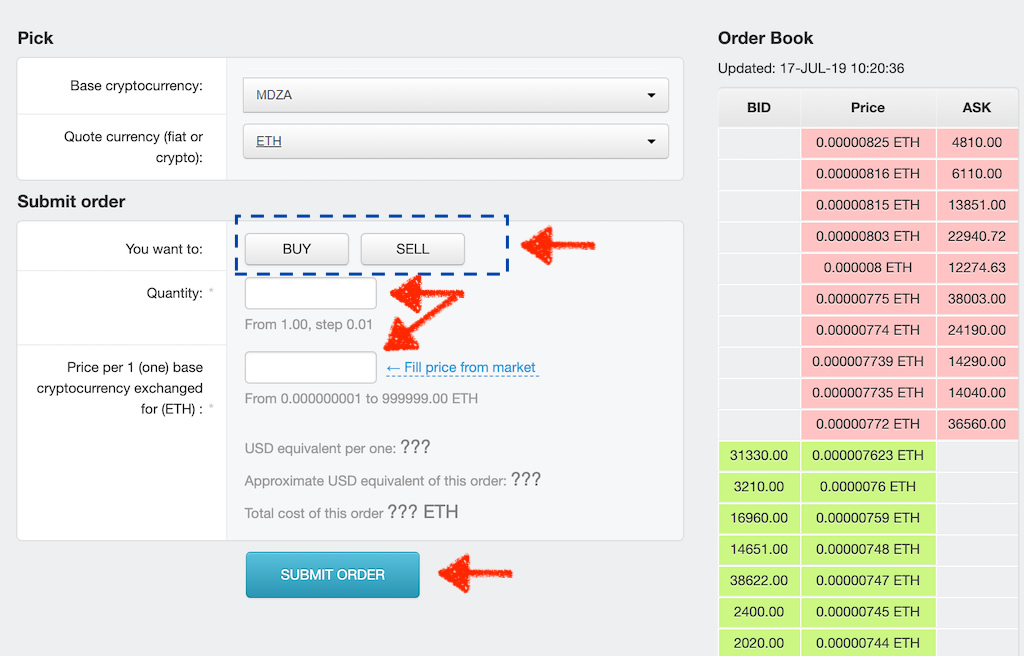 Pick
Base cryptocurrency:
MDZA
Quote currency (fiat or
crypto):
ETH
Submit order
You want to:
BUY
SELL
Quantity: *
From 1.00, step 0.01
Price per 1 (one) base
cryptocurrency exchanged
for (ETH) : *
← Fill price from market
From 0.000000001 to 999999.00 ETH
USD equivalent per one: ???
Approximate USD equivalent of this order: ???
Total cost of this order ??? ETH
SUBMIT ORDER
Order Book
Updated: 17-JUL-19 10:20:36
BID Price ASK
0.00000825 ETH 4810.00
0.00000816 ETH 6110.00
0.00000815 ETH 13851.00
0.00000803 ETH 22940.72
0.000008 ETH 12274.63
0.00000775 ETH 38003.00
0.00000774 ETH 24190.00
0.000007739 ETH 14290.00
0.000007735 ETH 14040.00
0.00000772 ETH 36560.00
31330.00 0.000007623 ETH
3210.00 0.0000076 ETH
16960.00 0.00000759 ETH
14651.00 0.00000748 ETH
38622.00 0.00000747 ETH
2400.00 0.00000745 ETH
2020.00 0.00000744 ETH